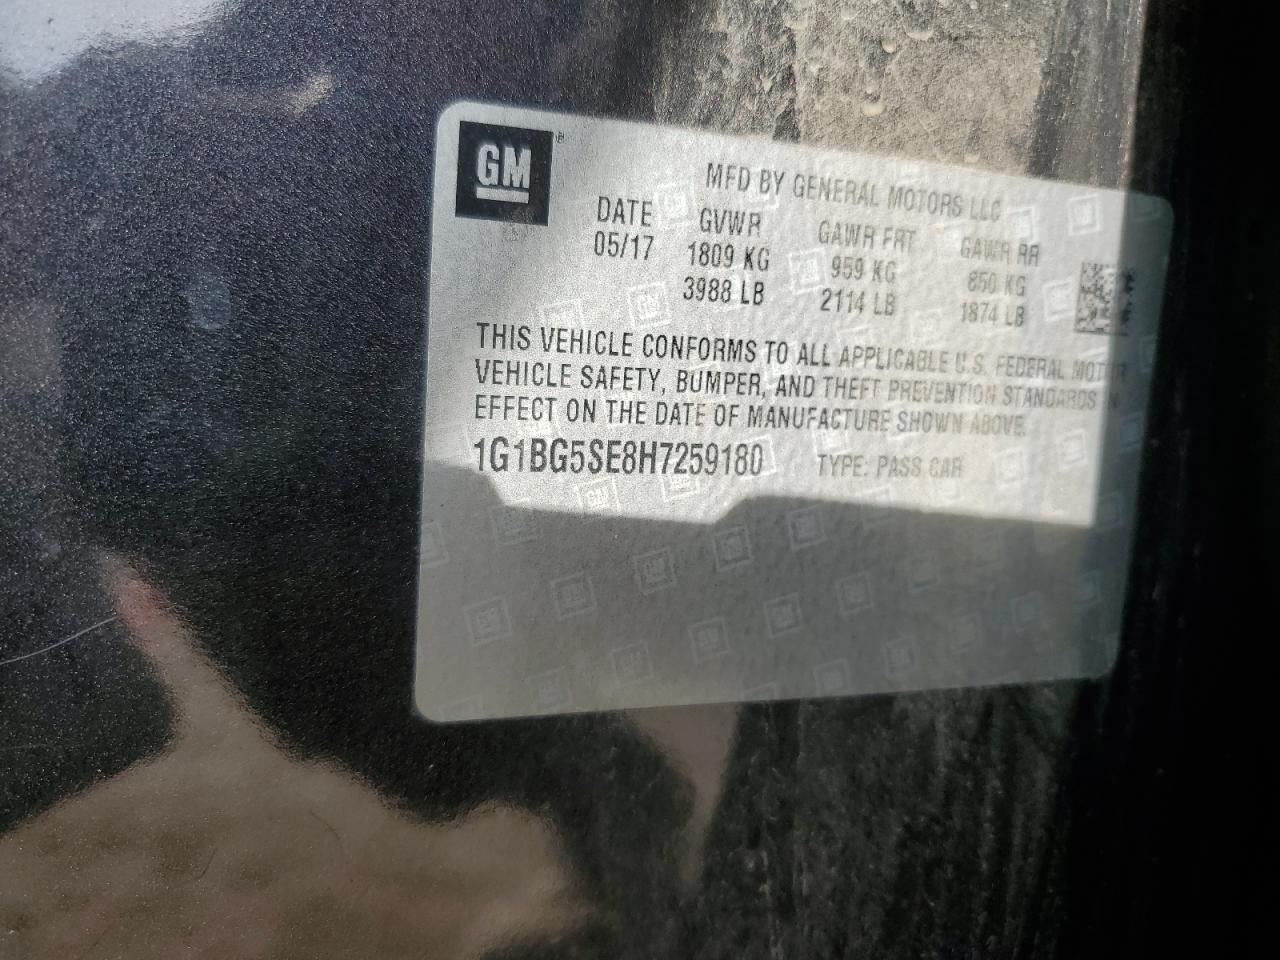 GM
MFD BY GENERAL MOTORS LLC
DATE GVWR GAWR FRT GAWR RR
05/17 1809 KG 959 KG 850 KG
3988 LB 2114 LB 1874 LB
THIS VEHICLE CONFORMS TO ALL APPLICABLE U.S. FEDERAL MOTOR
VEHICLE SAFETY, BUMPER, AND THEFT PREVENTION STANDARDS IN
EFFECT ON THE DATE OF MANUFACTURE SHOWN ABOVE.
1G1BG5SE8H7259180 TYPE: PASS CAR